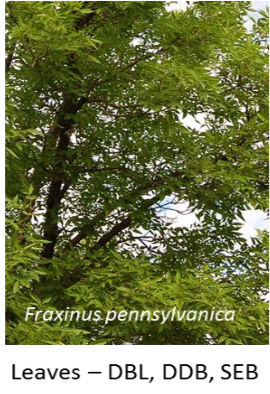 Fraxinus pennsylvanica
Leaves – DBL, DDB, SEB